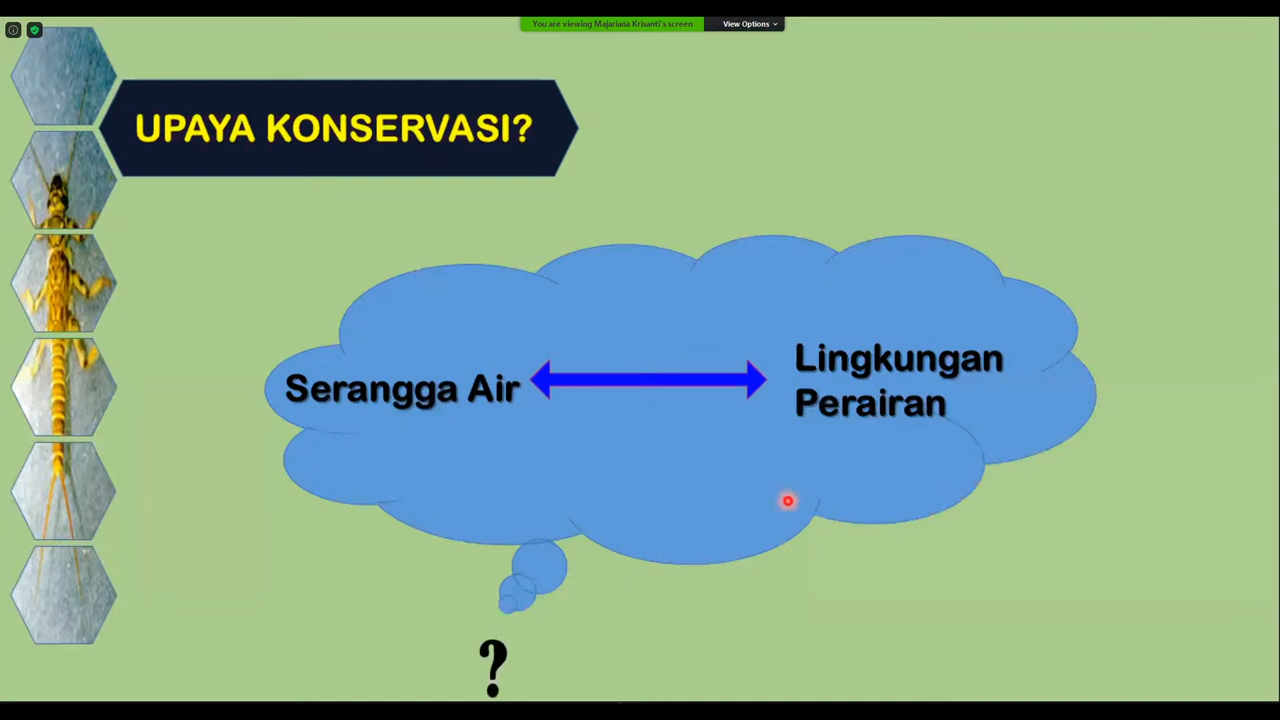 You are viewing Majariana Krisanti's screen
View Options
UPAYA KONSERVASI?
Serangga Air
Lingkungan
Perairan
?